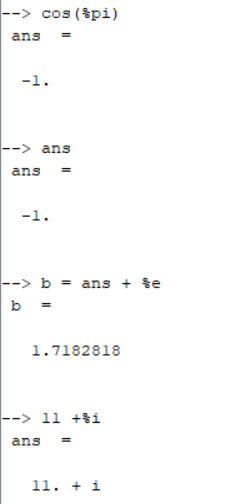 --> cos(%pi)
ans  =
-1.
--> ans
ans  =
-1.
--> b = ans + %e
b  =
1.7182818
--> 11 +%i
ans  =
11. + i